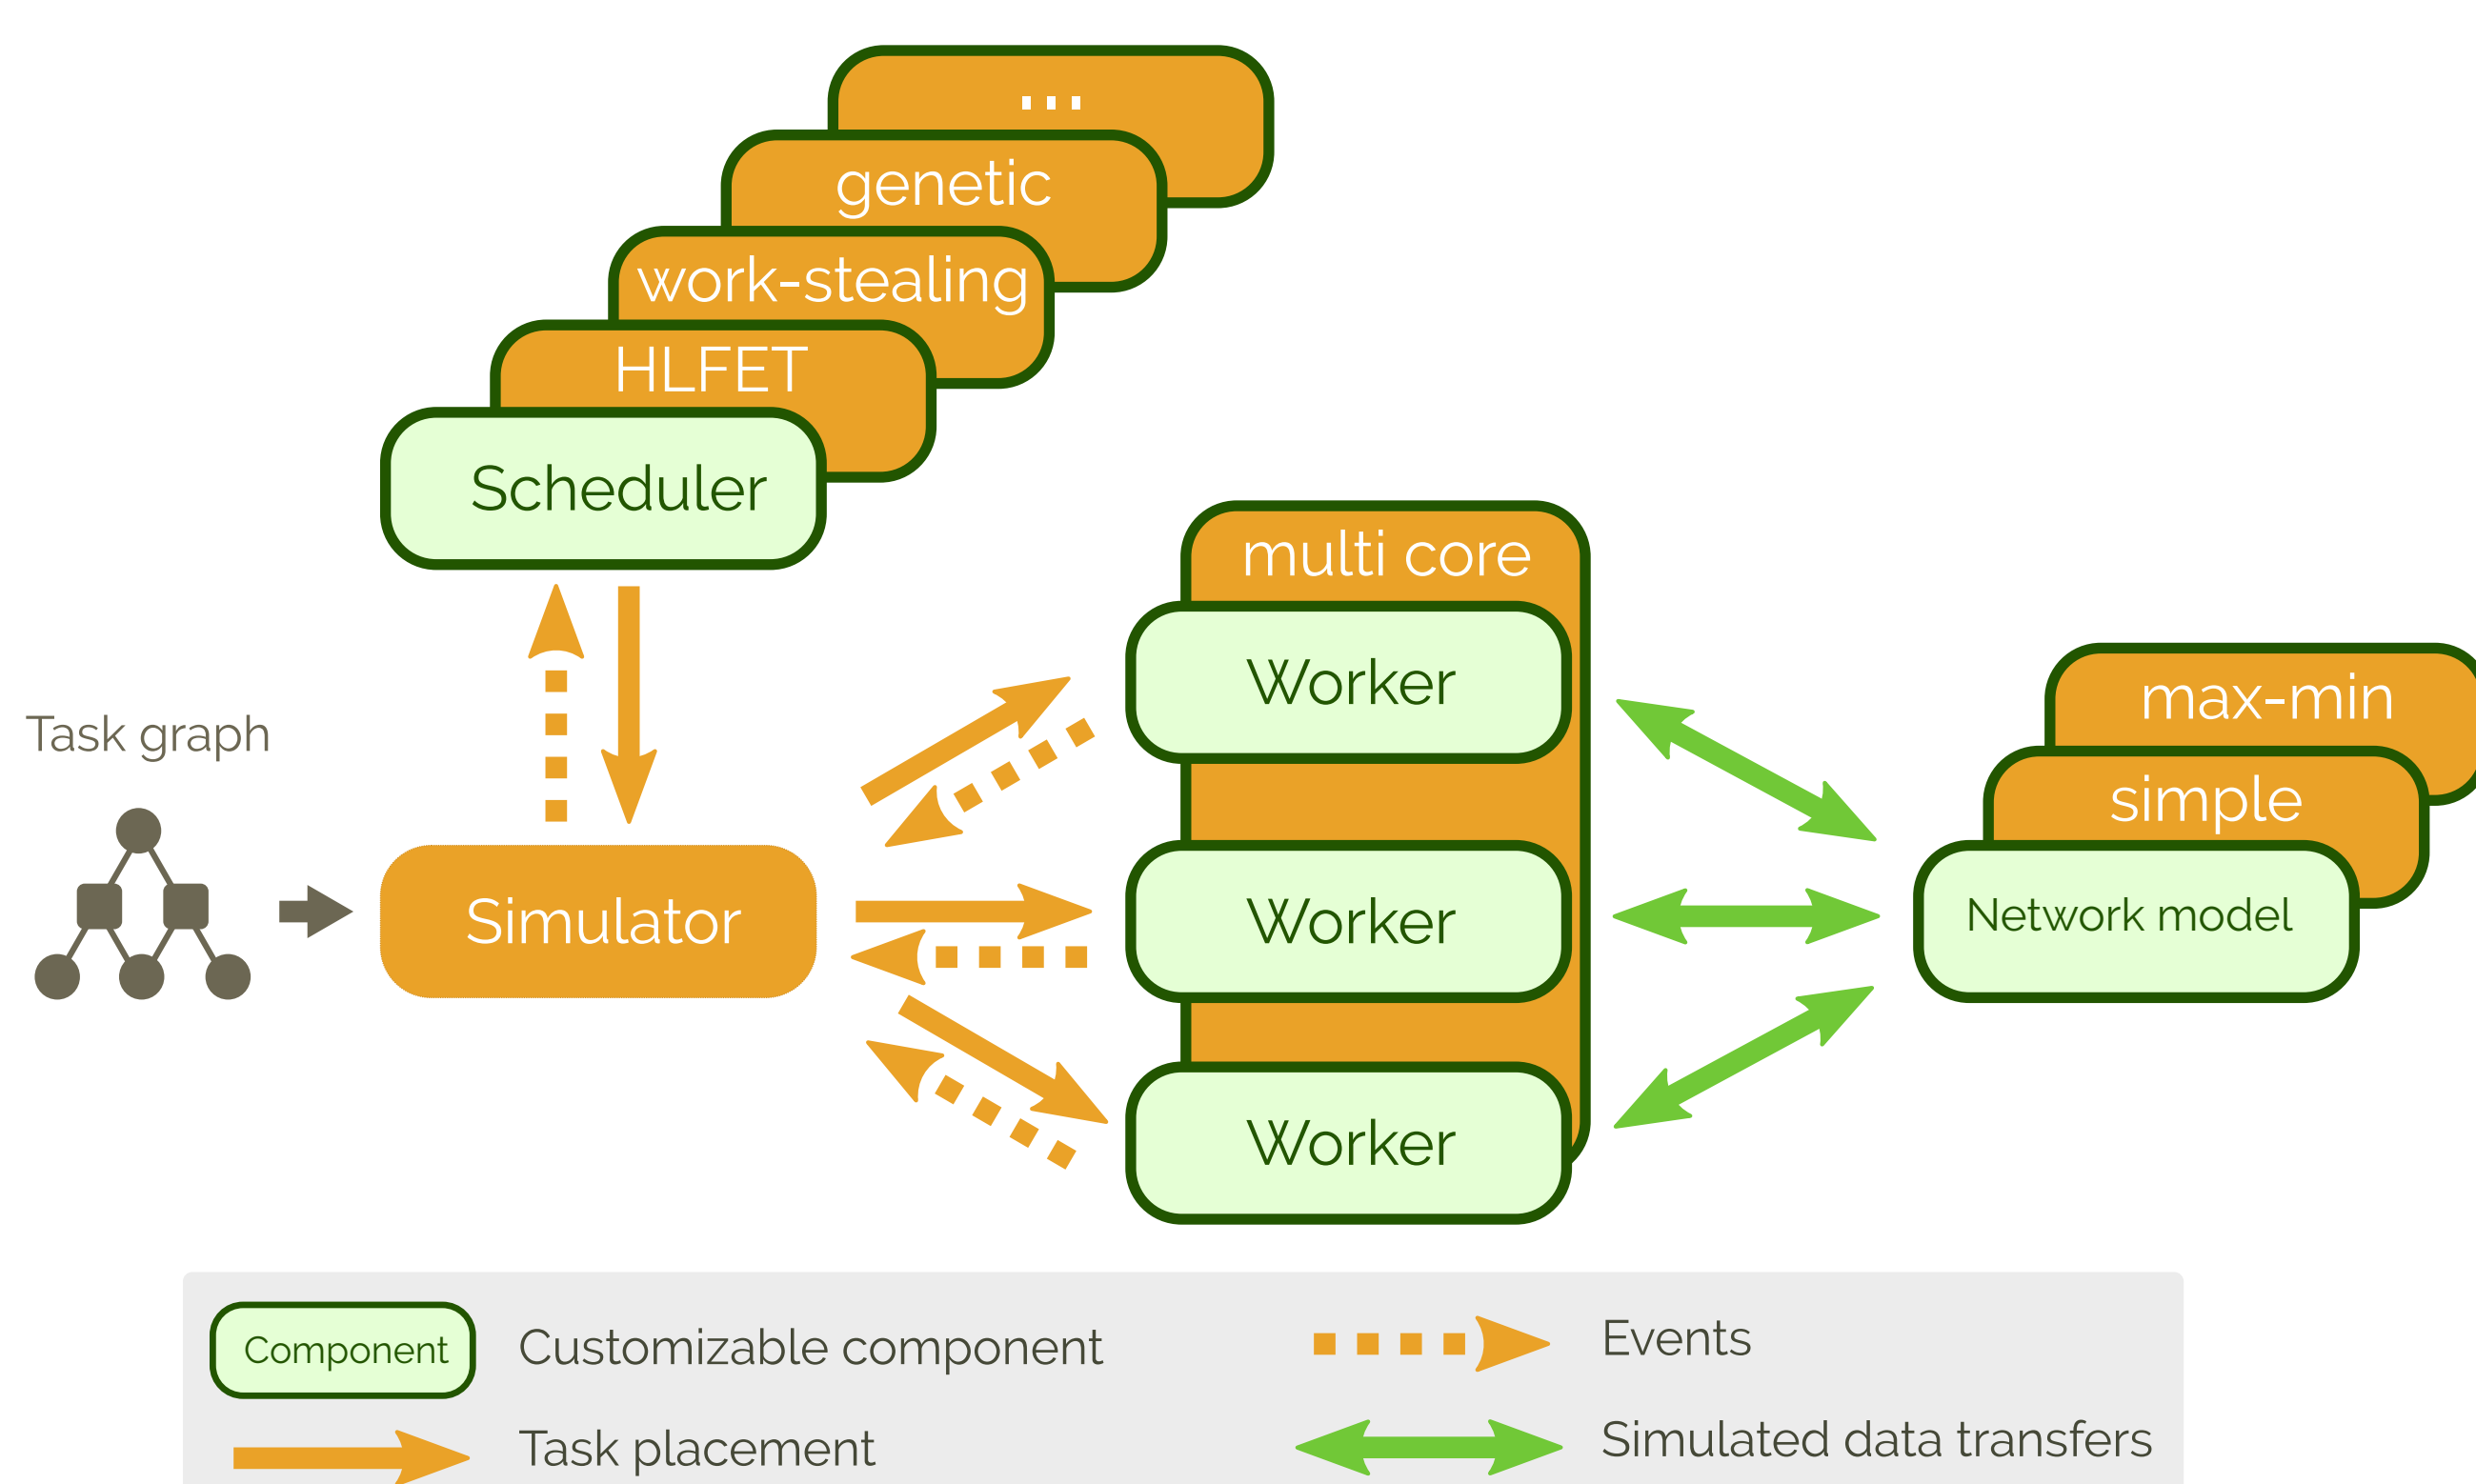 ...
genetic
work-stealing
HLFET
Scheduler
multi core
Worker
max-min
Task graph
simple
Simulator
Worker
Network model
Worker
Component
Customizable component
Events
Task placement
Simulated data transfers